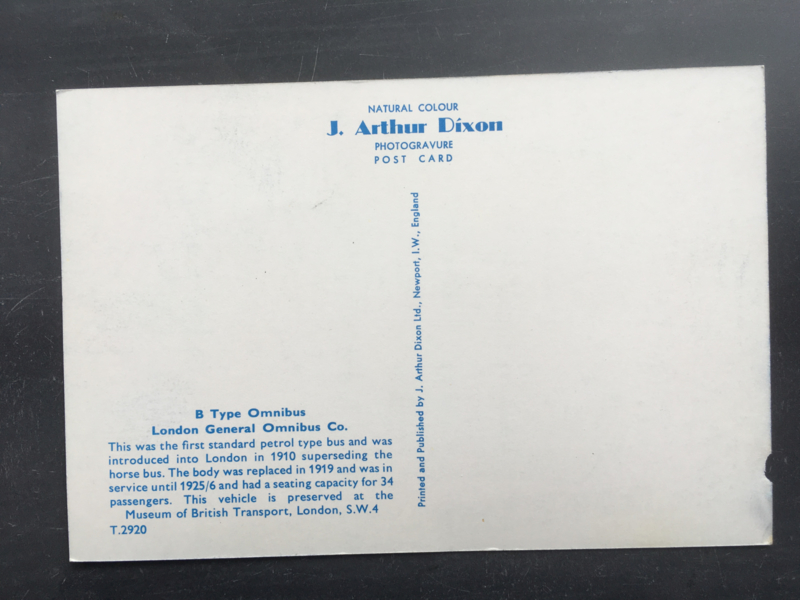 NATURAL COLOUR
J. Arthur Dixon
PHOTOGRAVURE
POST CARD
Printed and Published by J. Arthur Dixon Ltd., Newport, I.W., England
B Type Omnibus
London General Omnibus Co.
This was the first standard petrol type bus and was
introduced into London in 1910 superseding the
horse bus. The body was replaced in 1919 and was in
service until 1925/6 and had a seating capacity for 34
passengers. This vehicle is preserved at the
Museum of British Transport, London, S.W.4
T.2920